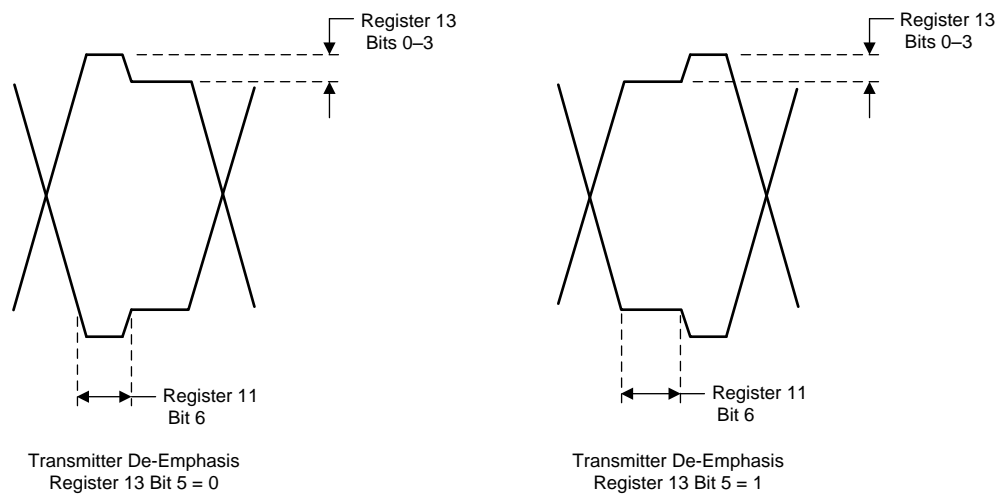 Register 13
Bits 0–3
Register 11
Bit 6
Transmitter De-Emphasis
Register 13 Bit 5 = 0
Register 13
Bits 0–3
Register 11
Bit 6
Transmitter De-Emphasis
Register 13 Bit 5 = 1